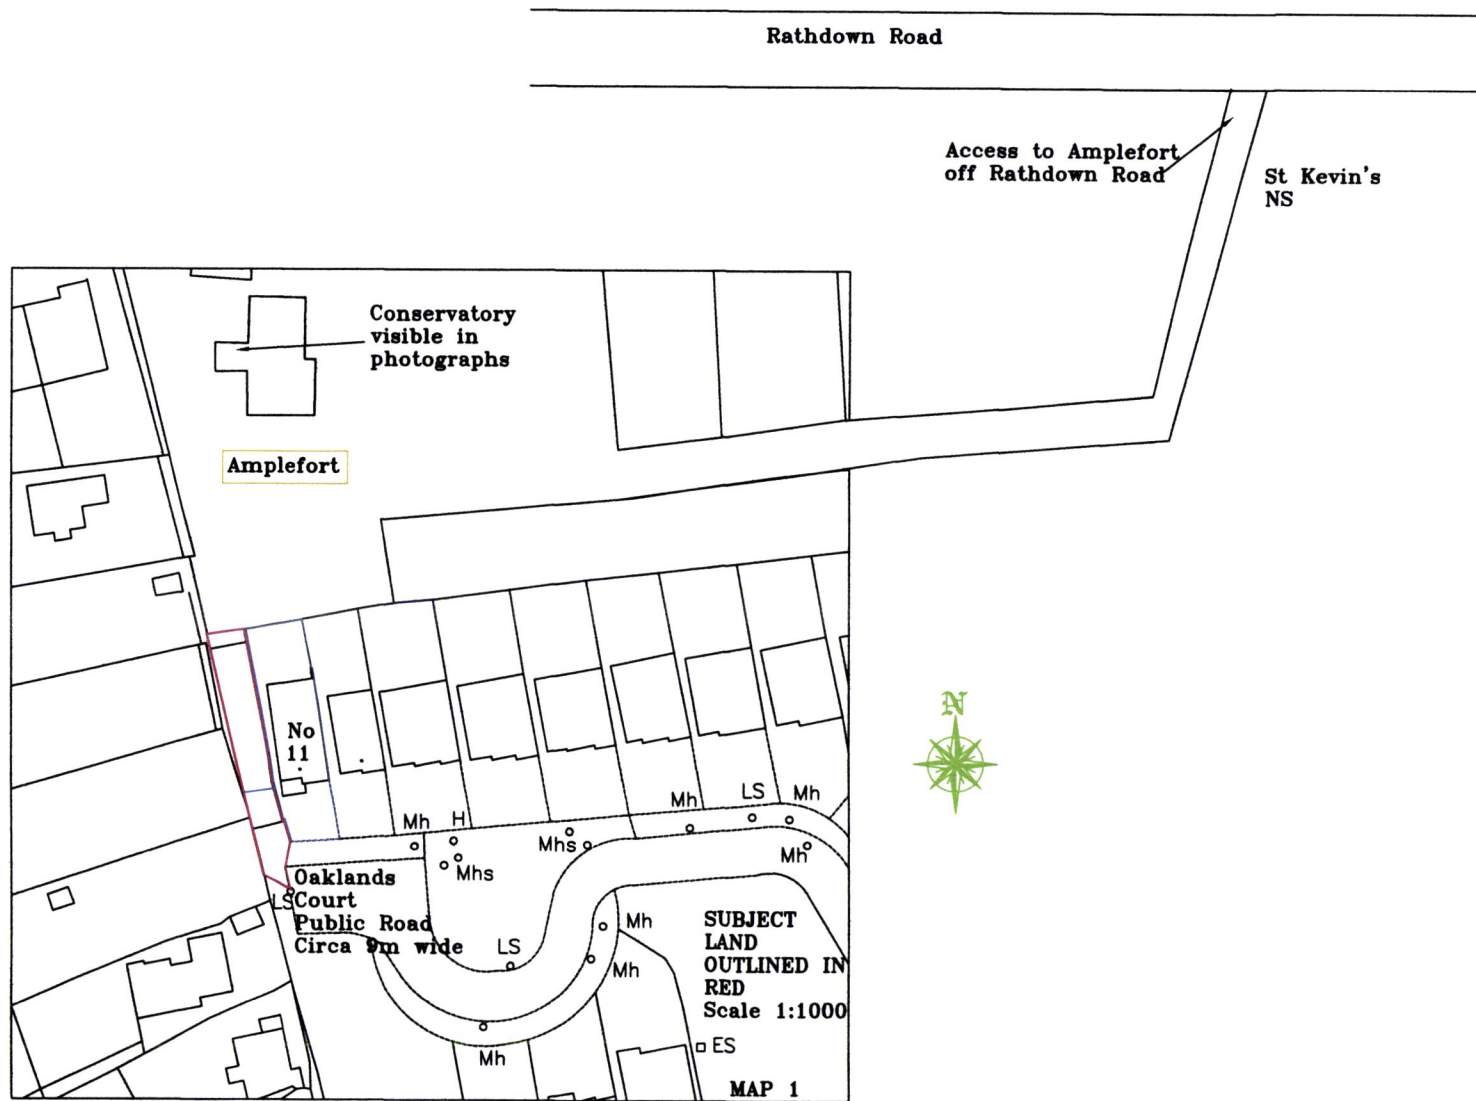 Rathdown Road
Access to Amplefort
off Rathdown Road
St Kevin's
NS
Conservatory
visible in
photographs
Amplefort
No
11
N
Mh
H
Mhs
Mhs
Mh
LS
Mh
Mh
LS
Oaklands
Court
Public Road
Circa 9m wide
LS
Mh
Mh
Mh
SUBJECT
LAND
OUTLINED IN
RED
Scale 1:1000
ES
MAP 1